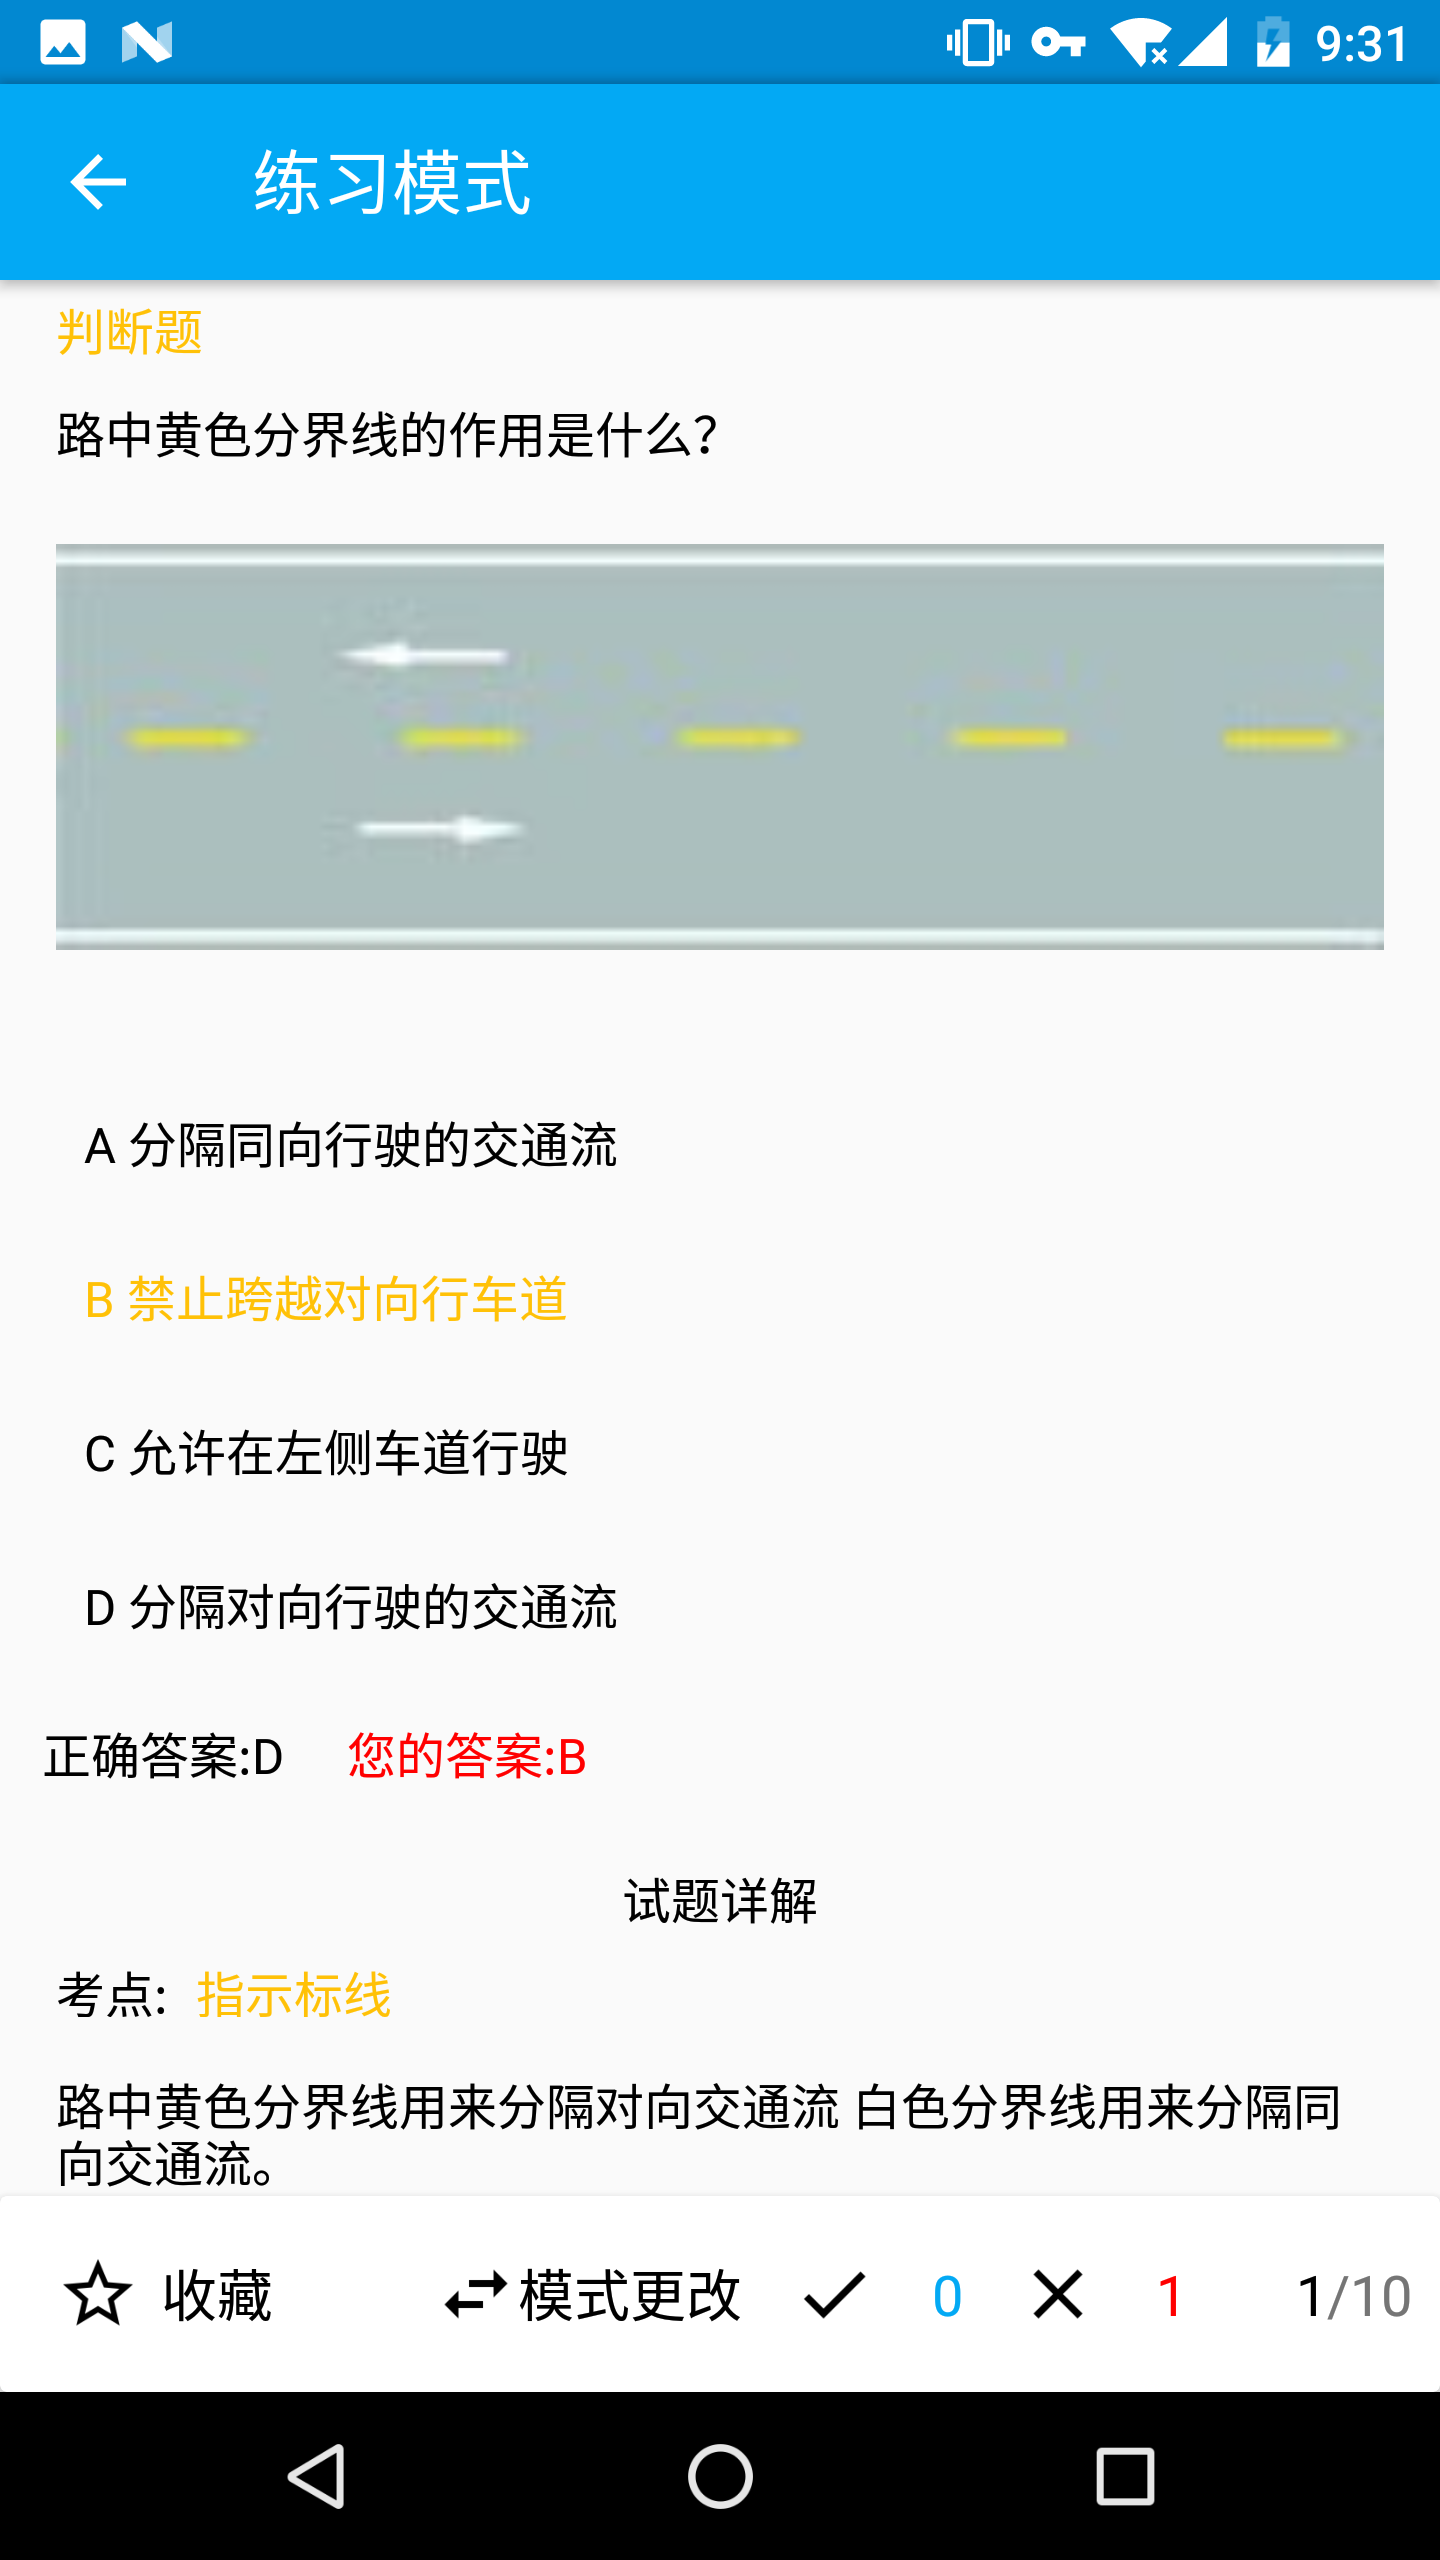 9:31
练习模式
判断题
路中黄色分界线的作用是什么?
A 分隔同向行驶的交通流
B 禁止跨越对向行车道
C 允许在左侧车道行驶
D 分隔对向行驶的交通流
正确答案:D 您的答案:B
试题详解
考点: 指示标线
路中黄色分界线用来分隔对向交通流 白色分界线用来分隔同
向交通流。
收藏 模式更改 0 1 1/10